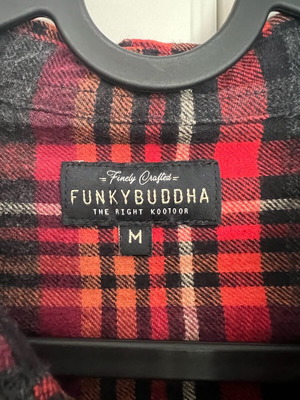 Finely Crafted
FUNKYBUDDHA
THE RIGHT KOOTOOR
M